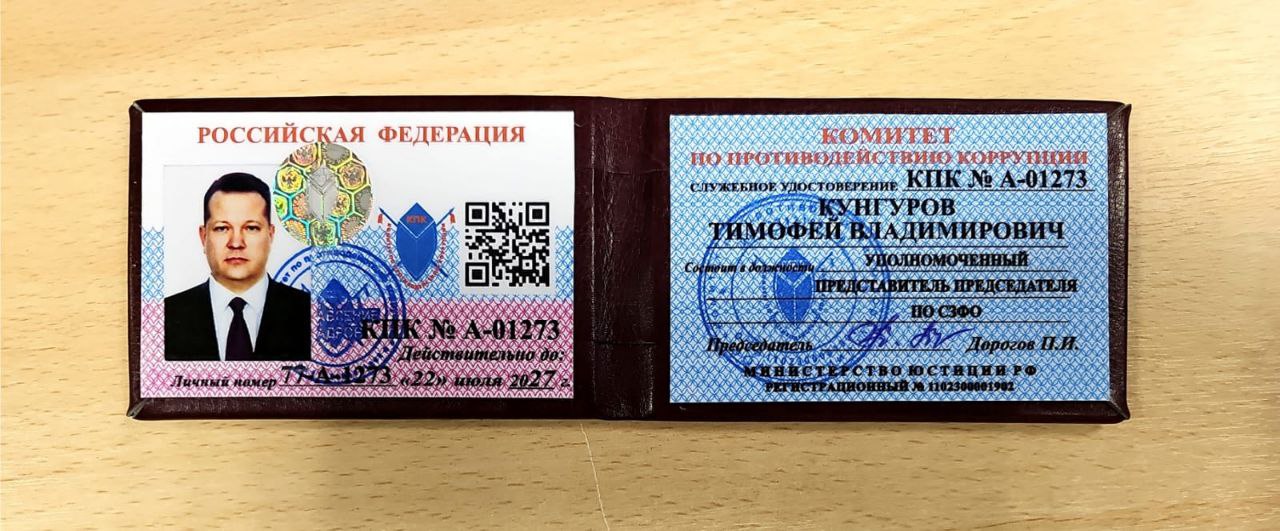 РОССИЙСКАЯ ФЕДЕРАЦИЯ
КПК
КПК № А-01273
Действительно до:
Личный номер 77-А-1273 «22» июля 2027 г.
КОМИТЕТ
ПО ПРОТИВОДЕЙСТВИЮ КОРРУПЦИИ
СЛУЖЕБНОЕ УДОСТОВЕРЕНИЕ КПК № А-01273
КУНГУРОВ
ТИМОФЕЙ ВЛАДИМИРОВИЧ
Состоит в должности УПОЛНОМОЧЕННЫЙ
ПРЕДСТАВИТЕЛЬ ПРЕДСЕДАТЕЛЯ
ПО СЗФО
Председатель Дорогов П.И.
МИНИСТЕРСТВО ЮСТИЦИИ РФ
РЕГИСТРАЦИОННЫЙ № 1102300001902